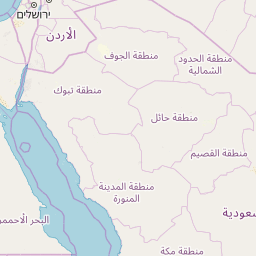 ירושלים
الأردن
منطقة الجوف
منطقة الحدود
الشمالية
منطقة تبوك
منطقة حائل
منطقة القصيم
منطقة المدينة
المنورة
سعودية
البحر الأحمر
منطقة مكة